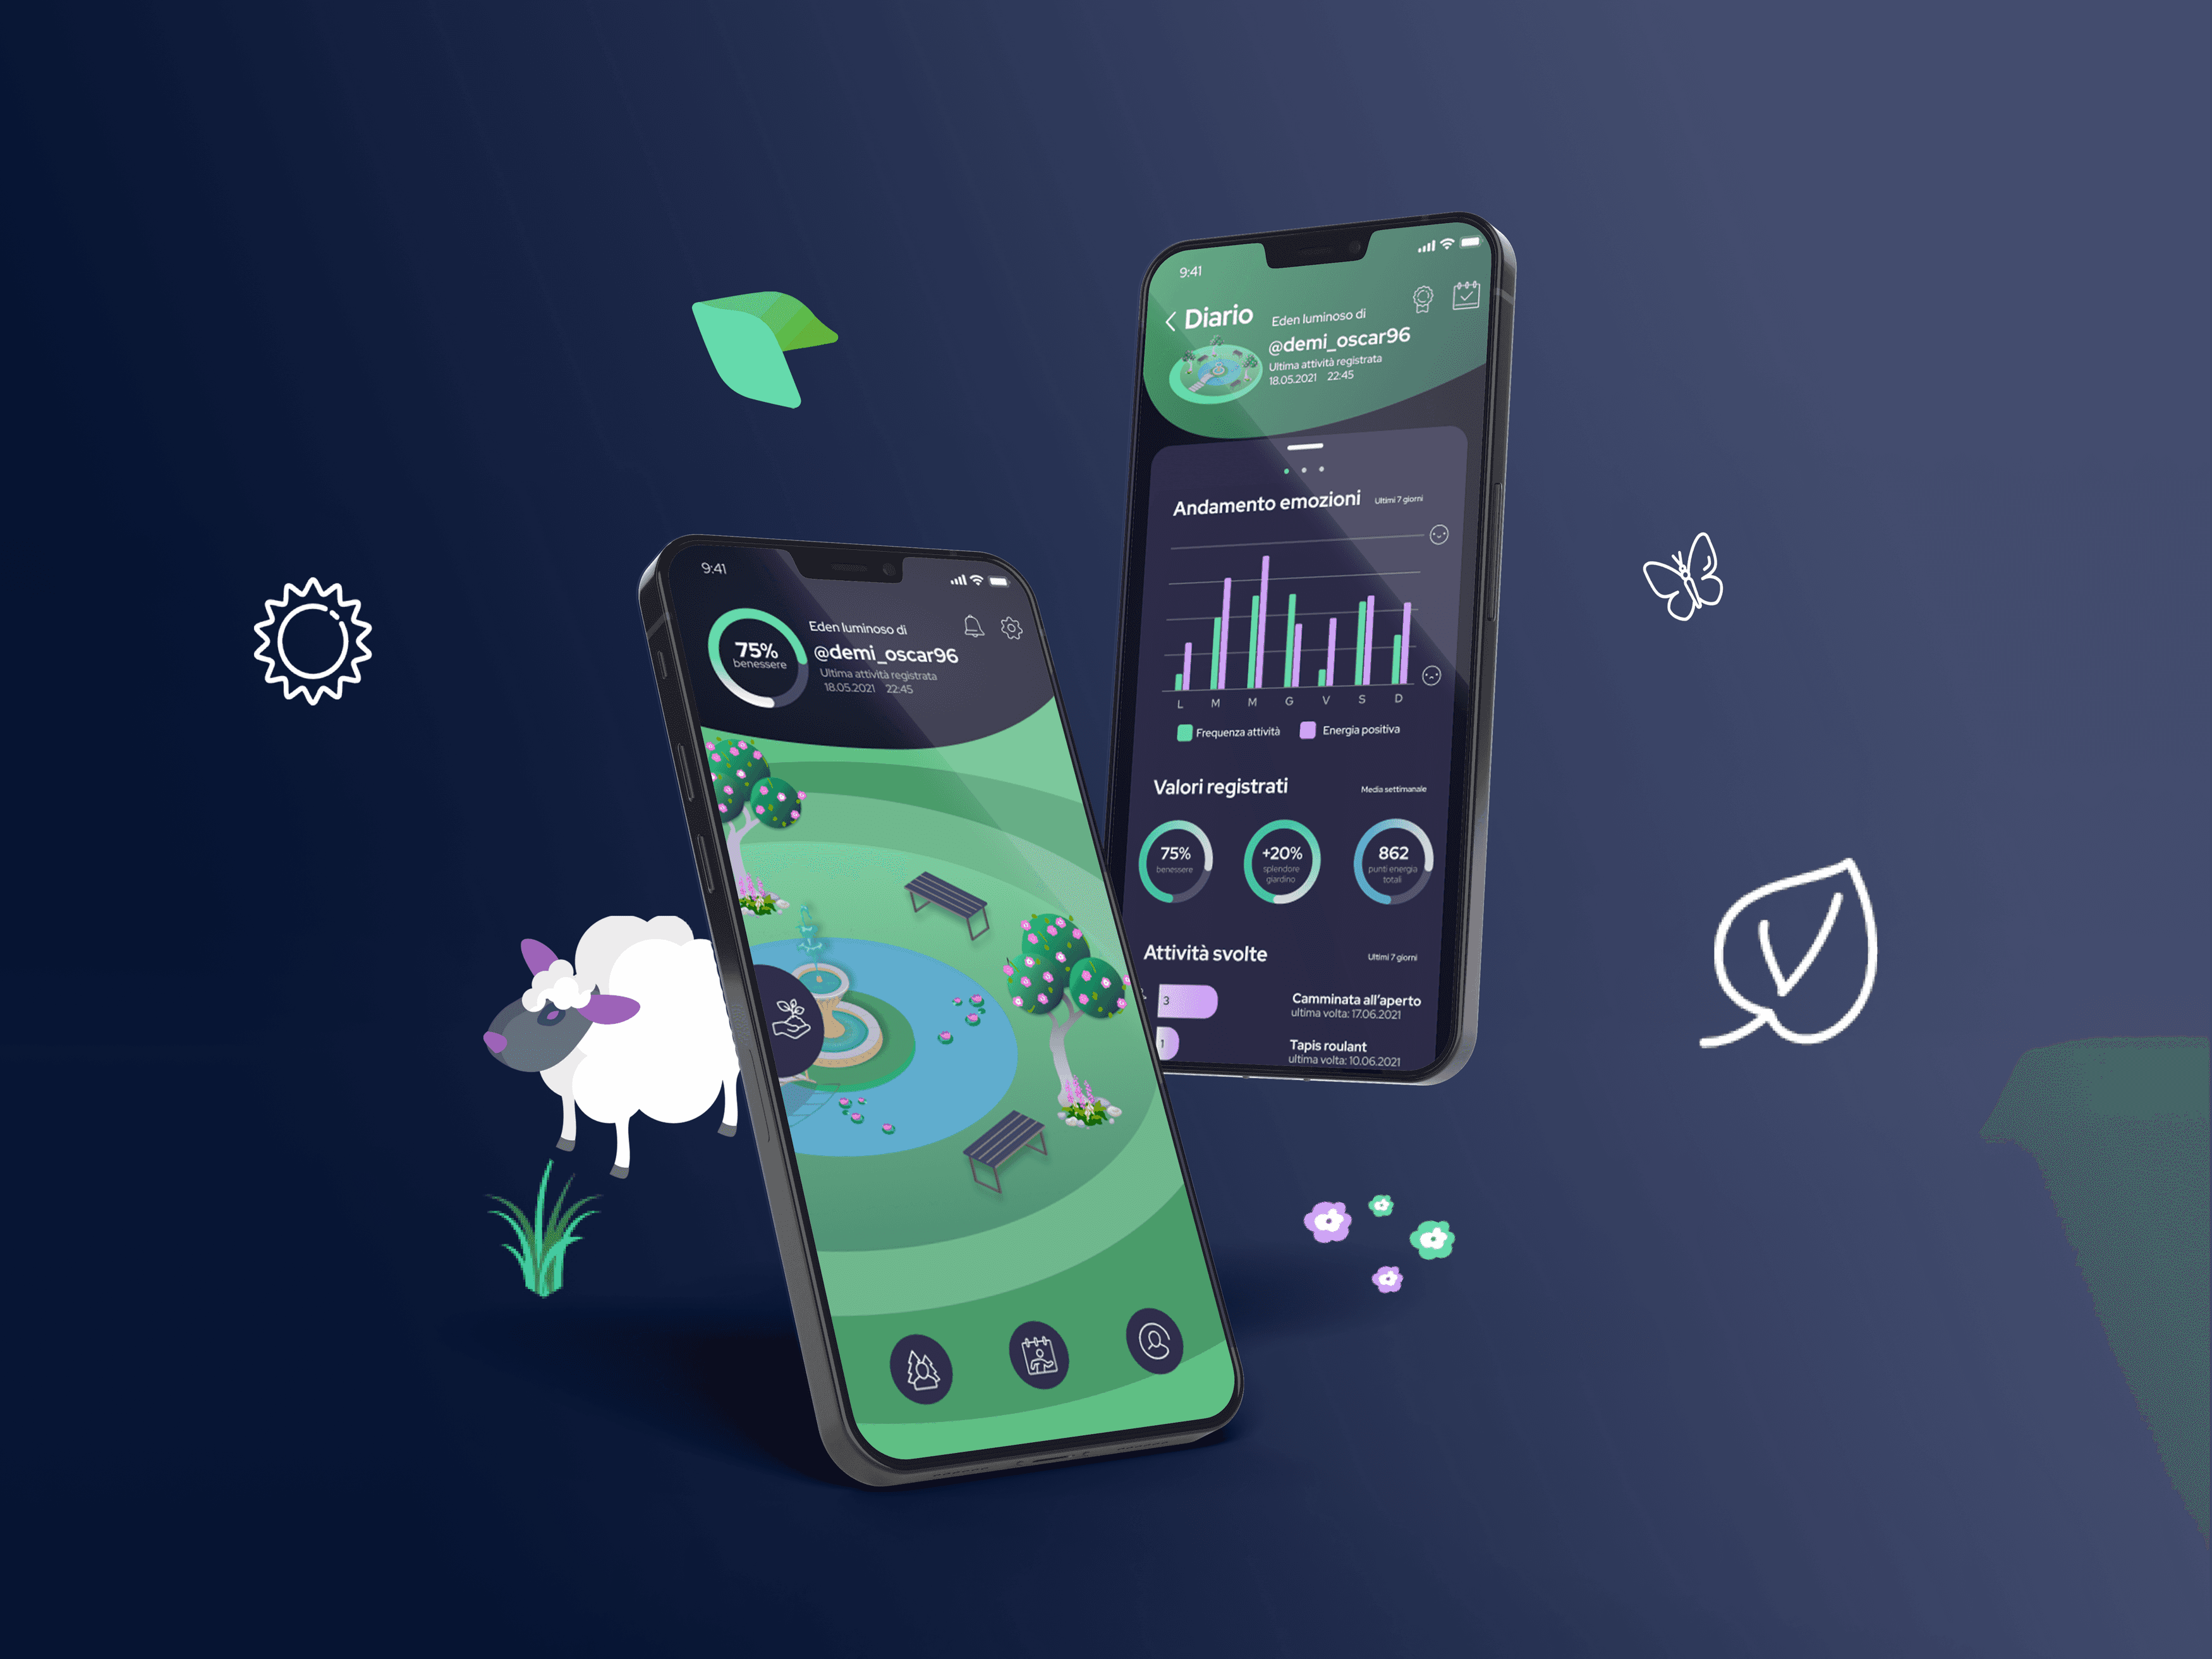 9:41
75%
benessere
Eden luminoso di
@demi_oscar96
Ultima attività registrata
18.05.2021 22:45
9:41
Diario
Eden luminoso di
@demi_oscar96
Ultima attività registrata
18.05.2021 22:45
Andamento emozioni
Ultimi 7 giorni
L M M G V S D
Frequenza attività
Energia positiva
Valori registrati
Media settimanale
75%
benessere
+20%
splendore
giardino
862
punti energia
totali
Attività svolte
Ultimi 7 giorni
3
Camminata all'aperto
ultima volta: 17.06.2021
1
Tapis roulant
ultima volta: 10.06.2021